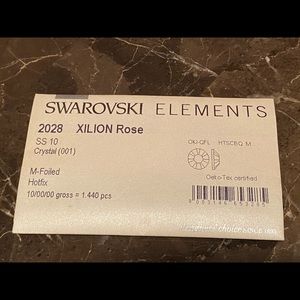 SWAROVSKI ELEMENTS
2028 XILION Rose
SS 10
Crystal (001)
M-Foiled
Hotfix
10/00/00 gross = 1.440 pcs
HTSCBQ M
Oeko-Tex certified